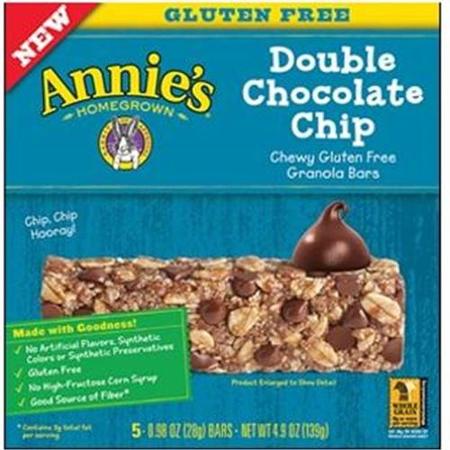 GLUTEN FREE
NEW
Annie's
HOMEGROWN
Double
Chocolate
Chip
Chewy Gluten Free
Granola Bars
Chip, Chip
Hooray!
Made with Goodness!
✓ No Artificial Flavors, Synthetic
Colors or Synthetic Preservatives
✓ Gluten Free
✓ No High-Fructose Corn Syrup
✓ Good Source of Fiber*
* Contains 3g total fat
per serving
Product Enlarged to Show Detail
WHOLE
GRAIN
5 - 0.98 OZ (28g) BARS - NET WT 4.9 OZ (139g)